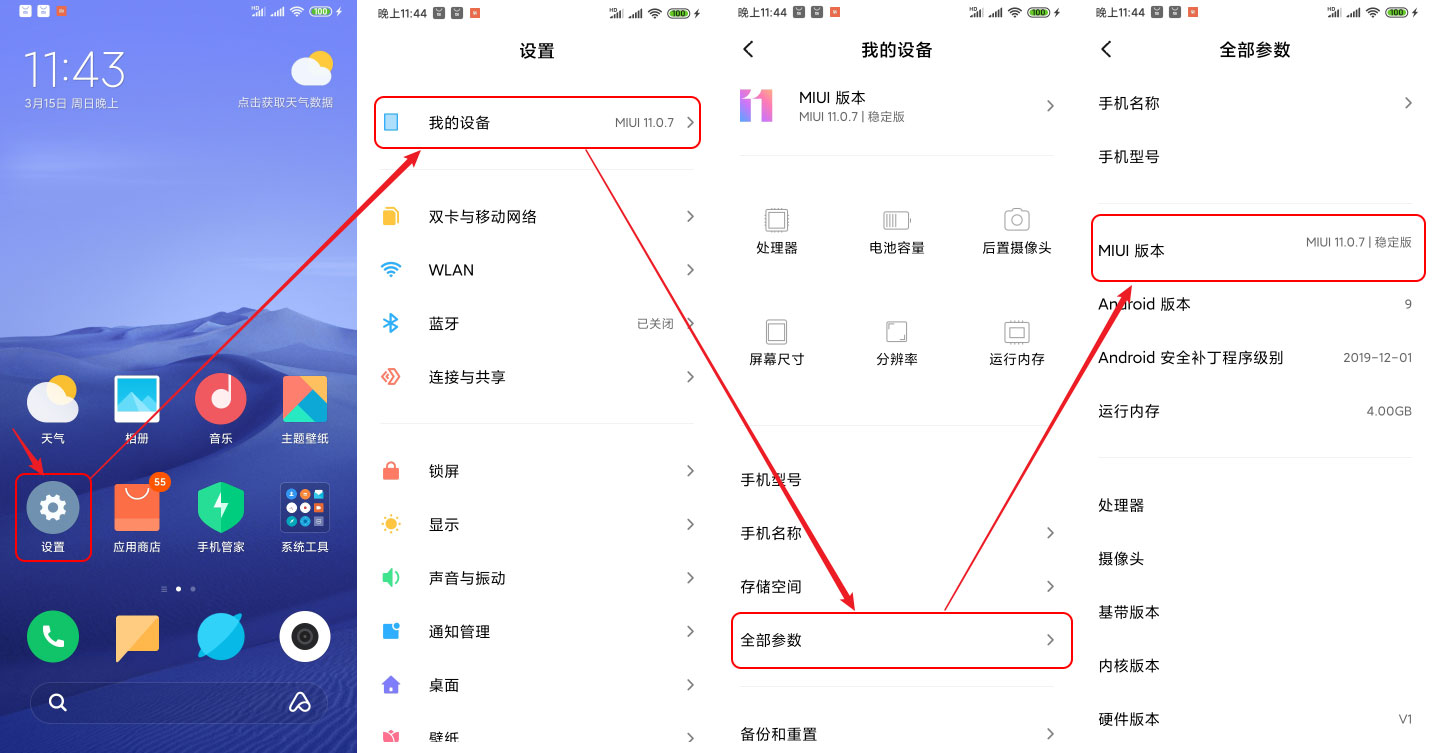 HD 100
11:43
3月15日 周日晚上
点击获取天气数据
天气
相册
音乐
主题壁纸
55
设置
应用商店
手机管家
系统工具
晚上11:44 HD 100
设置
我的设备 MIUI 11.0.7
双卡与移动网络
WLAN
蓝牙 已关闭
连接与共享
锁屏
显示
声音与振动
通知管理
桌面
壁纸
晚上11:44 HD 100
我的设备
MIUI 版本
MIUI 11.0.7 | 稳定版
处理器
电池容量
后置摄像头
屏幕尺寸
分辨率
运行内存
手机型号
手机名称
存储空间
全部参数
备份和重置
晚上11:44 HD 100
全部参数
手机名称
手机型号
MIUI 版本 MIUI 11.0.7 | 稳定版
Android 版本 9
Android 安全补丁程序级别 2019-12-01
运行内存 4.00GB
处理器
摄像头
基带版本
内核版本
硬件版本 V1